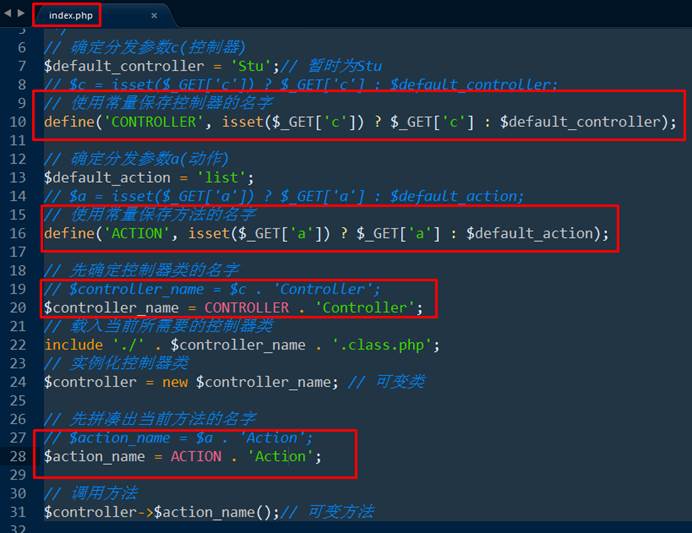 index.php
5 */
6 // 确定分发参数c(控制器)
7 $default_controller = 'Stu';// 暂时为Stu
8 // $c = isset($_GET['c']) ? $_GET['c'] : $default_controller;
9 // 使用常量保存控制器的名字
10 define('CONTROLLER', isset($_GET['c']) ? $_GET['c'] : $default_controller);
11
12 // 确定分发参数a(动作)
13 $default_action = 'list';
14 // $a = isset($_GET['a']) ? $_GET['a'] : $default_action;
15 // 使用常量保存方法的名字
16 define('ACTION', isset($_GET['a']) ? $_GET['a'] : $default_action);
17
18 // 先确定控制器类的名字
19 // $controller_name = $c . 'Controller';
20 $controller_name = CONTROLLER . 'Controller';
21 // 载入当前所需要的控制器类
22 include './' . $controller_name . '.class.php';
23 // 实例化控制器类
24 $controller = new $controller_name; // 可变类
25
26 // 先拼凑出当前方法的名字
27 // $action_name = $a . 'Action';
28 $action_name = ACTION . 'Action';
29
30 // 调用方法
31 $controller->$action_name();// 可变方法
32